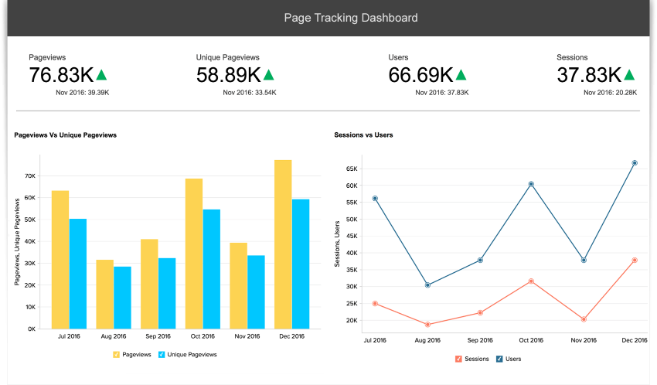 Page Tracking Dashboard
Pageviews
76.83K
Nov 2016: 39.39K
Unique Pageviews
58.89K
Nov 2016: 33.54K
Users
66.69K
Nov 2016: 37.83K
Sessions
37.83K
Nov 2016: 20.28K
Pageviews Vs Unique Pageviews
Pageviews, Unique Pageviews
70K
60K
50K
40K
30K
20K
10K
0K
Jul 2016 Aug 2016 Sep 2016 Oct 2016 Nov 2016 Dec 2016
Pageviews Unique Pageviews
Sessions vs Users
Sessions, Users
65K
60K
55K
50K
45K
40K
35K
30K
25K
20K
Jul 2016 Aug 2016 Sep 2016 Oct 2016 Nov 2016 Dec 2016
Sessions Users